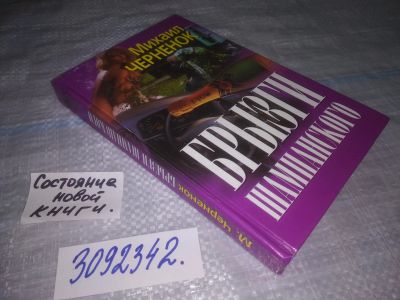 Михаил
ЧЕРНЕНОК
БРЫЗГИ
ШАМПАНСКОГО
М. Черненок БРЫЗГИ ШАМПАНСКОГО
Состояние
новой
книги.
3092342.